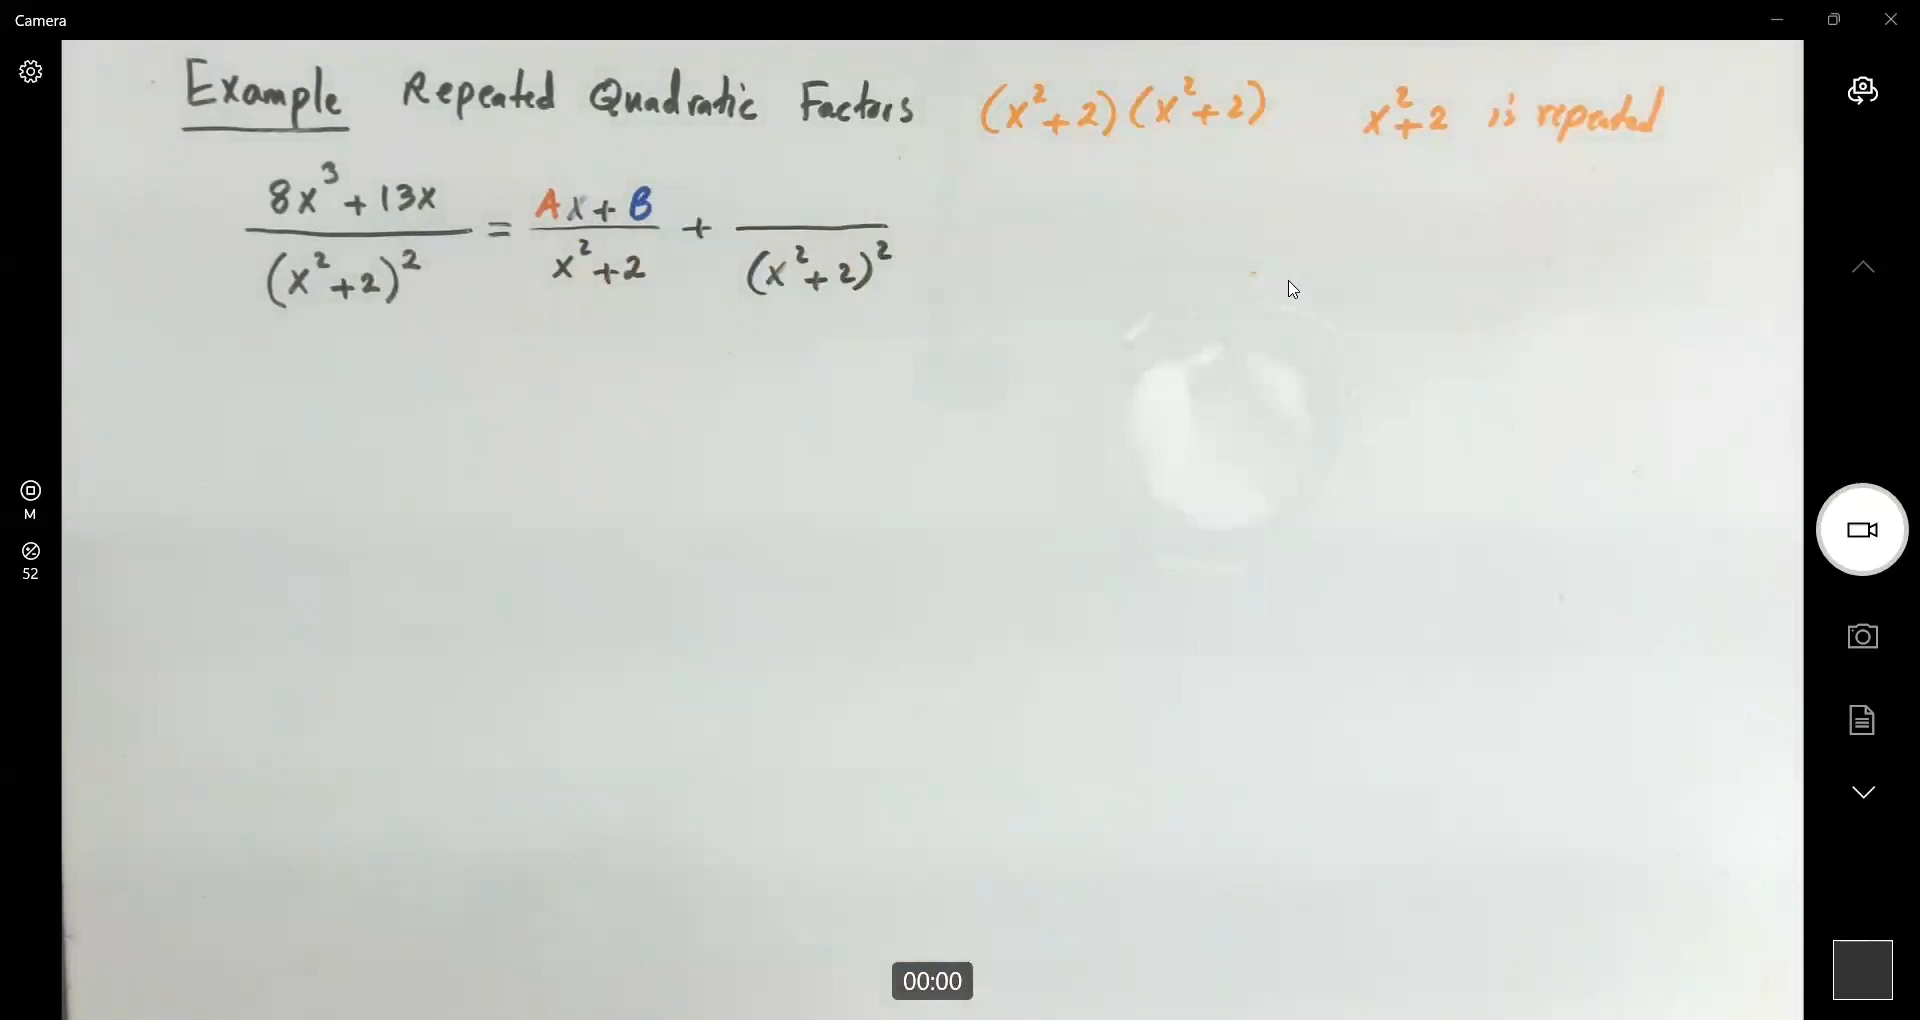 Camera
Example Repeated Quadratic Factors (x²+2)(x²+2) x²+2 is repeated
8x³+13x / (x²+2)² = Ax+B / x²+2 + ____ / (x²+2)²
M
52
00:00